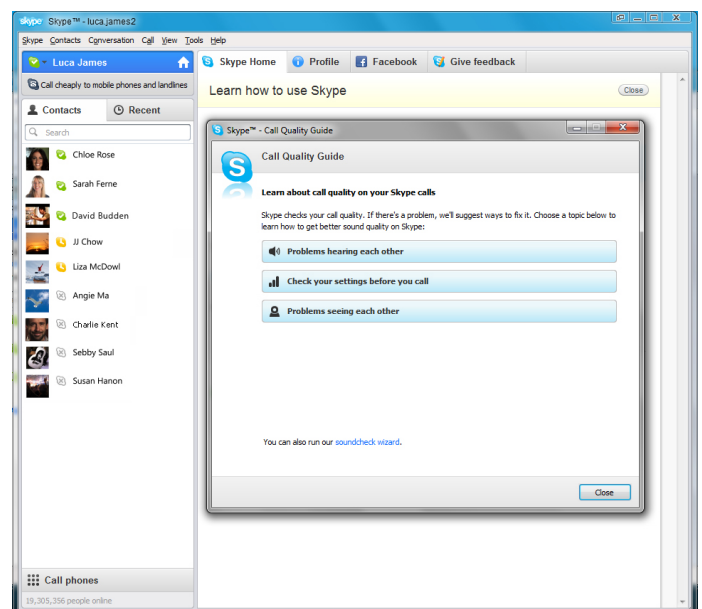 skype Skype™ - luca.james2
Skype Contacts Conversation Call View Tools Help
Luca James
Call cheaply to mobile phones and landlines
Contacts Recent
Search
Chloe Rose
Sarah Ferne
David Budden
JJ Chow
Liza McDowl
Angie Ma
Charlie Kent
Sebby Saul
Susan Hanon
Call phones
19,305,356 people online
Skype Home Profile Facebook Give feedback
Learn how to use Skype Close
Skype™ - Call Quality Guide
Call Quality Guide
Learn about call quality on your Skype calls
Skype checks your call quality. If there's a problem, we'll suggest ways to fix it. Choose a topic below to
learn how to get better sound quality on Skype:
Problems hearing each other
Check your settings before you call
Problems seeing each other
You can also run our soundcheck wizard.
Close